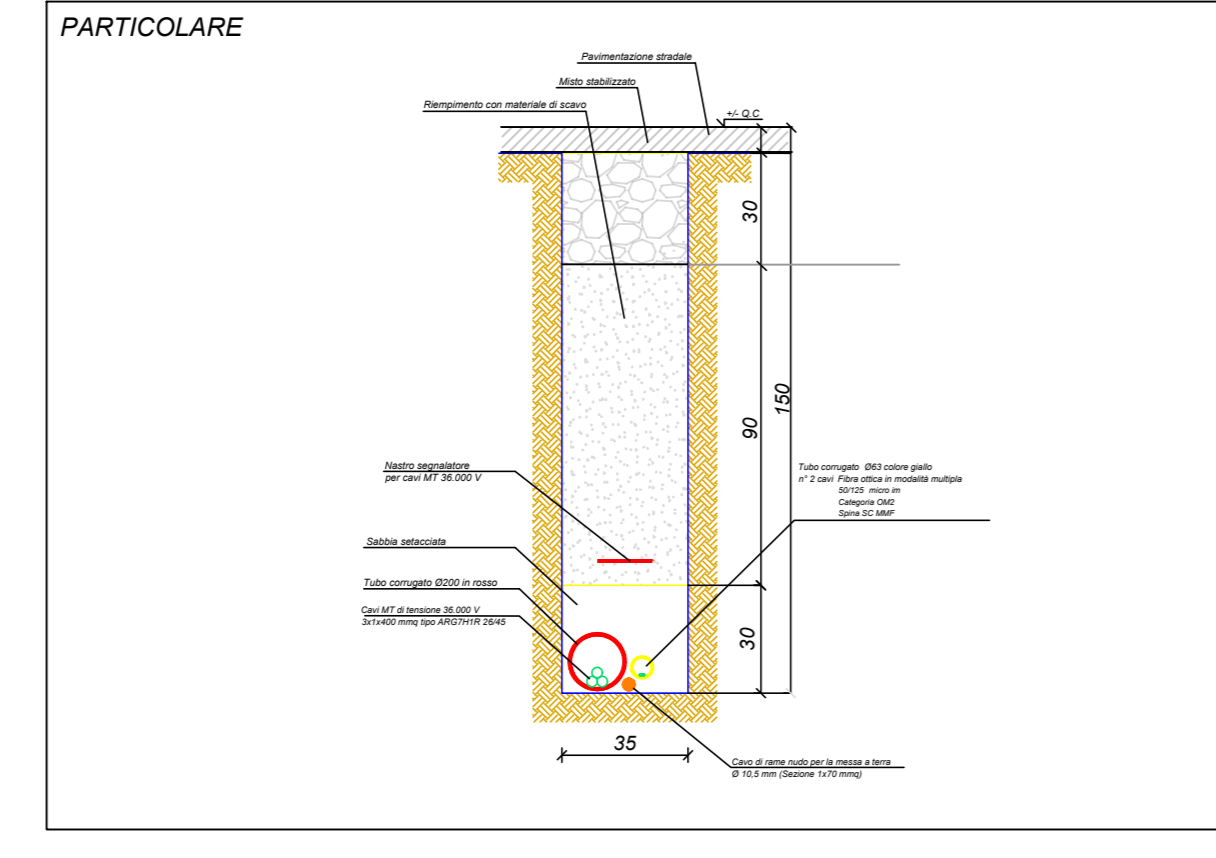 PARTICOLARE
Pavimentazione stradale
Misto stabilizzato
Riempimento con materiale di scavo
+/- Q.C
30
90
150
Nastro segnalatore
per cavi MT 36.000 V
Tubo corrugato Ø63 colore giallo
n° 2 cavi Fibra ottica in modalità multipla
50/125 micro im
Categoria OM2
Spina SC MMF
Sabbia setacciata
Tubo corrugato Ø200 in rosso
Cavi MT di tensione 36.000 V
3x1x400 mmq tipo ARG7H1R 26/45
30
35
Cavo di rame nudo per la messa a terra
Ø 10,5 mm (Sezione 1x70 mmq)